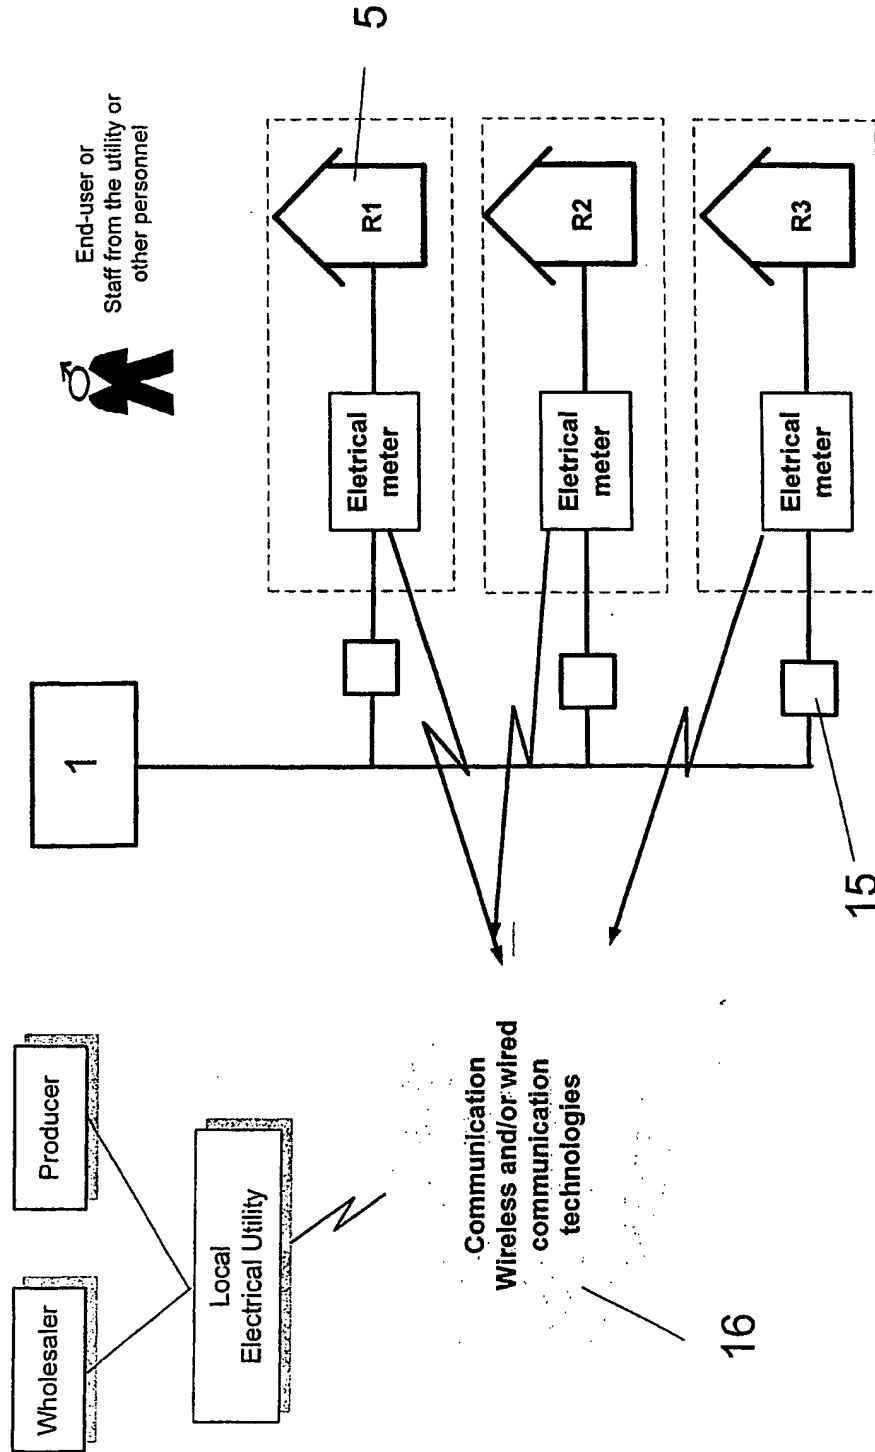 Wholesaler
Producer
Local
Electrical Utility
Communication
Wireless and/or wired
communication
technologies
16
1
15
End-user or
Staff from the utility or
other personnel
Eletrical
meter
R1
5
Eletrical
meter
R2
Eletrical
meter
R3